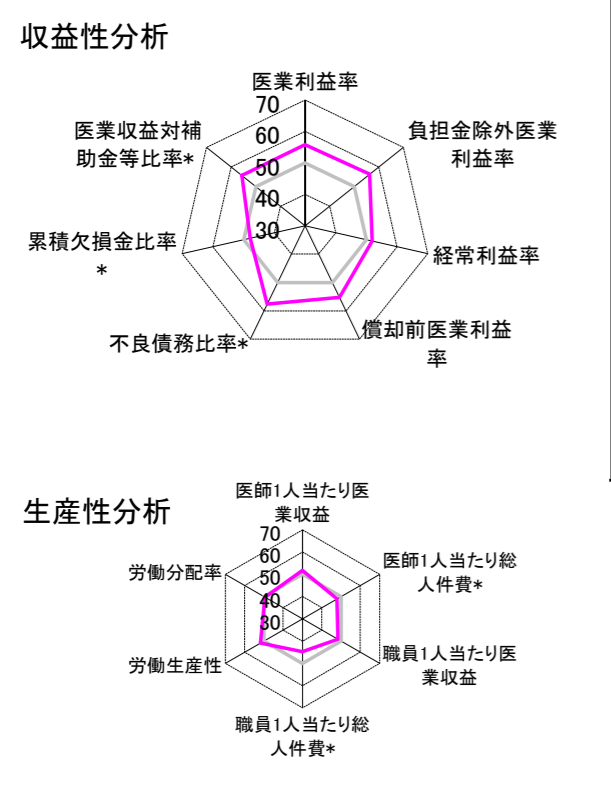 収益性分析
医業利益率
70
60
50
40
30
負担金除外医業
利益率
経常利益率
償却前医業利益
率
不良債務比率*
累積欠損金比率
*
医業収益対補
助金等比率*
生産性分析
医師1人当たり医
業収益
70
60
50
40
30
医師1人当たり総
人件費*
職員1人当たり医
業収益
職員1人当たり総
人件費*
労働生産性
労働分配率